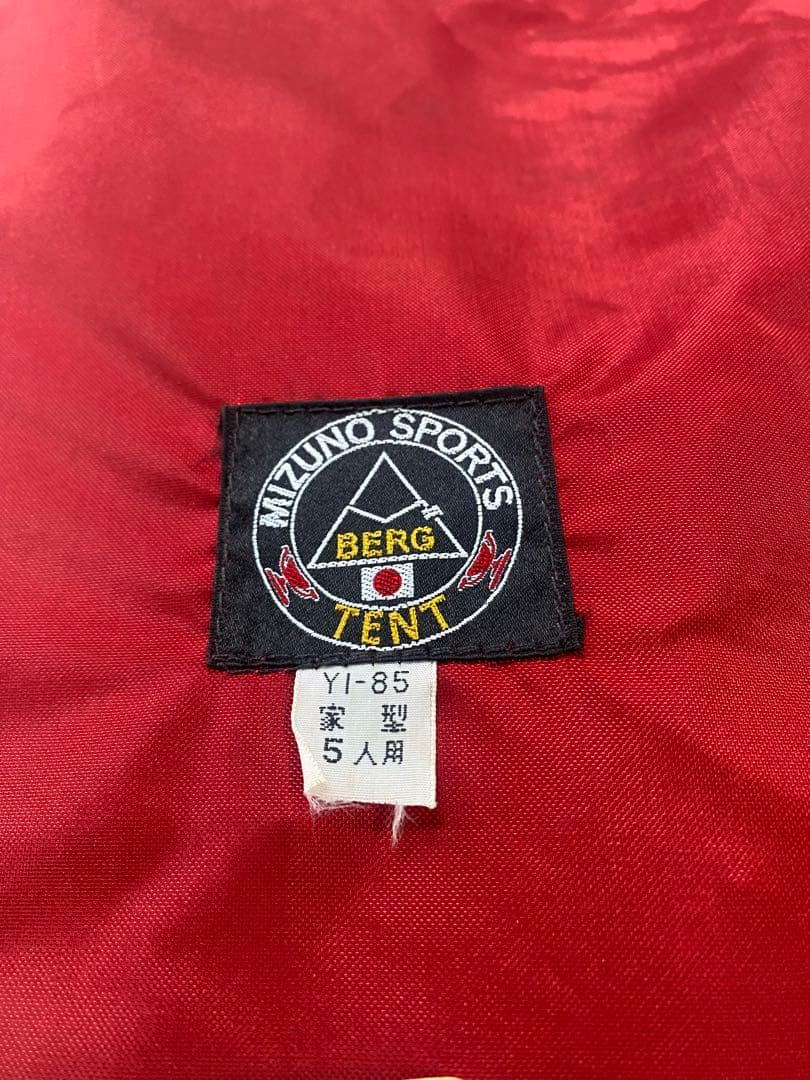 MIZUNO SPORTS
BERG
TENT
YI-85
家型
5人用